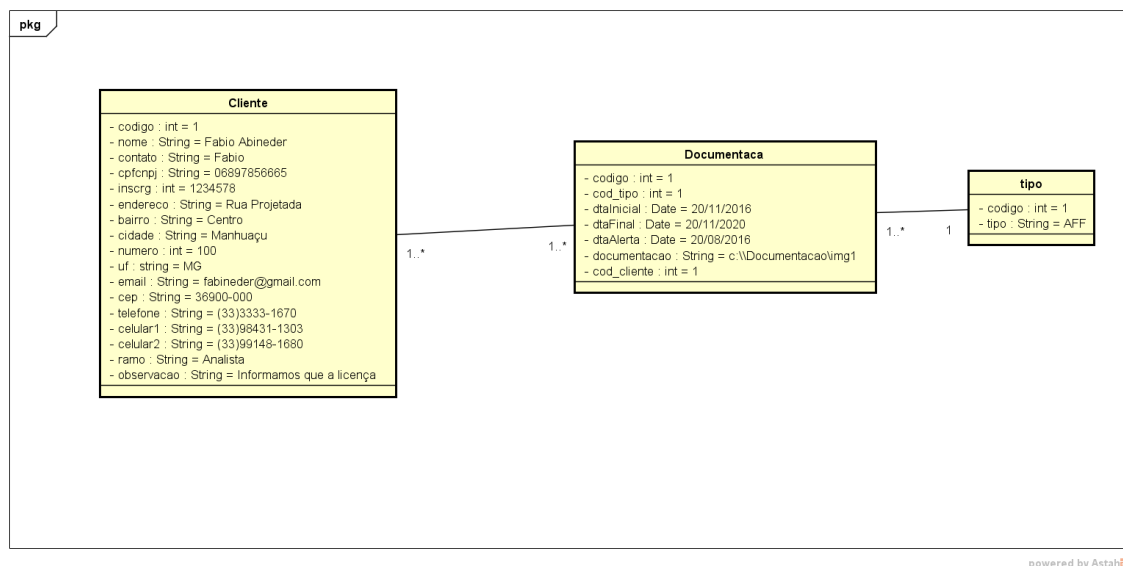 pkg
Cliente
- codigo : int = 1
- nome : String = Fabio Abineder
- contato : String = Fabio
- cpfcnpj : String = 06897856665
- inscrg : int = 1234578
- endereco : String = Rua Projetada
- bairro : String = Centro
- cidade : String = Manhuaçu
- numero : int = 100
- uf : string = MG
- email : String = fabineder@gmail.com
- cep : String = 36900-000
- telefone : String = (33)3333-1670
- celular1 : String = (33)98431-1303
- celular2 : String = (33)99148-1680
- ramo : String = Analista
- observacao : String = Informamos que a licença
1..*
1..*
Documentaca
- codigo : int = 1
- cod_tipo : int = 1
- dtaInicial : Date = 20/11/2016
- dtaFinal : Date = 20/11/2020
- dtaAlerta : Date = 20/08/2016
- documentacao : String = c:\\Documentacao\img1
- cod_cliente : int = 1
1..*
1
tipo
- codigo : int = 1
- tipo : String = AFF
powered by Astah